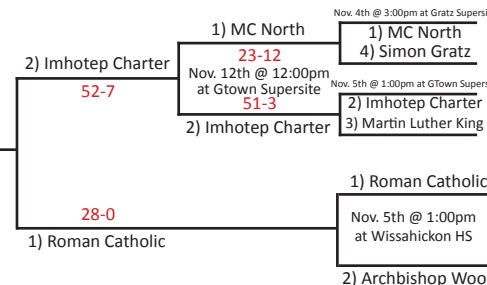 Nov. 4th @ 3:00pm at Gratz
1) MC North
1) MC North
4) Simon Gratz
23-12
2) Imhotep Charter
Nov. 12th @ 12:00pm
at Gtown Supersite
Nov. 5th @ 1:00pm at GTown
52-7
51-3
2) Imhotep Charter
2) Imhotep Charter
3) Martin Luther King
1) Roman Catholic
28-0
Nov. 5th @ 1:00pm
at Wissahickon HS
1) Roman Catholic
2) Archbishop